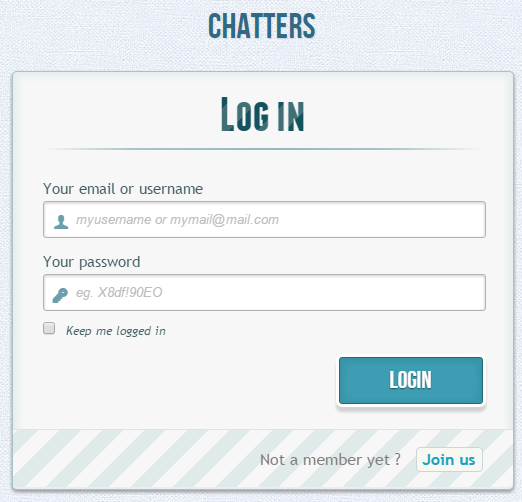 CHATTERS
LOG IN
Your email or username
myusername or mymail@mail.com
Your password
eg. X8df!90EO
Keep me logged in
LOGIN
Not a member yet ? Join us